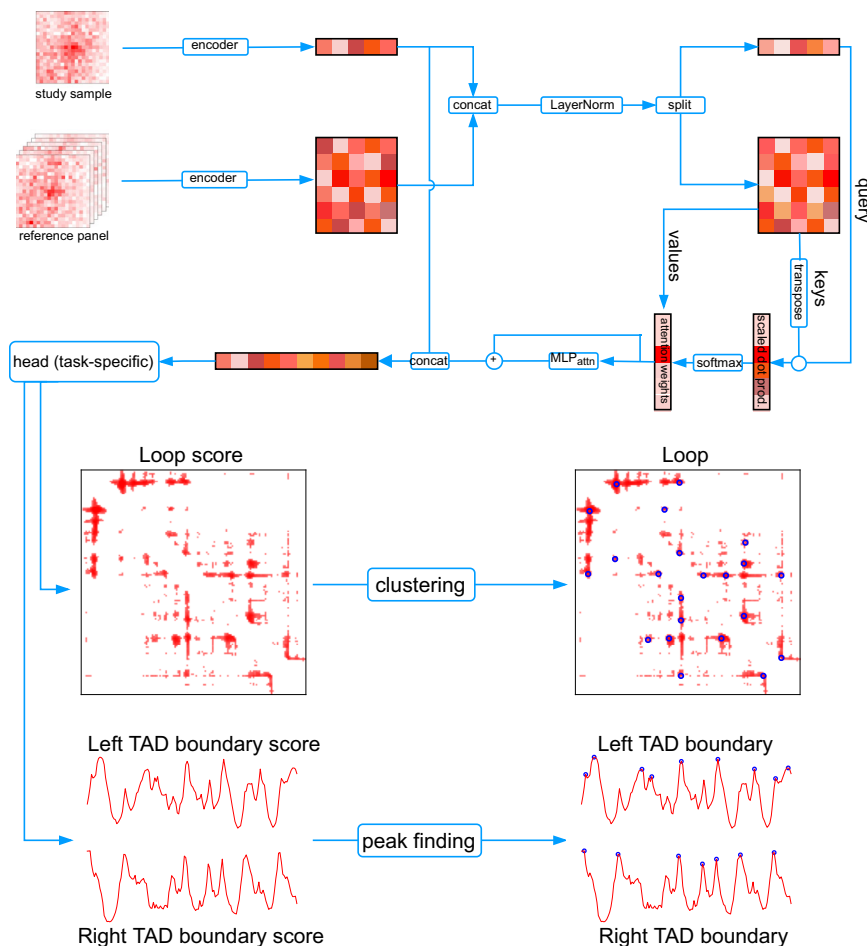 study sample
encoder
concat
LayerNorm
split
reference panel
encoder
query
values
keys
transpose
head (task-specific)
concat
+
MLPattn
attention weights
softmax
scaled dot prod.
Loop score
Loop
clustering
Left TAD boundary score
Left TAD boundary
peak finding
Right TAD boundary score
Right TAD boundary